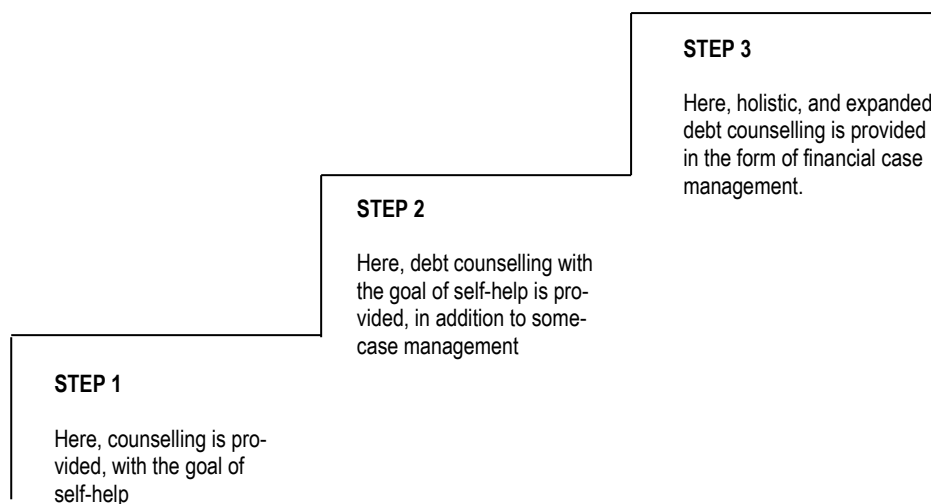 STEP 3
Here, holistic, and expanded
debt counselling is provided
in the form of financial case
management.
STEP 2
Here, debt counselling with
the goal of self-help is pro-
vided, in addition to some-
case management
STEP 1
Here, counselling is pro-
vided, with the goal of
self-help